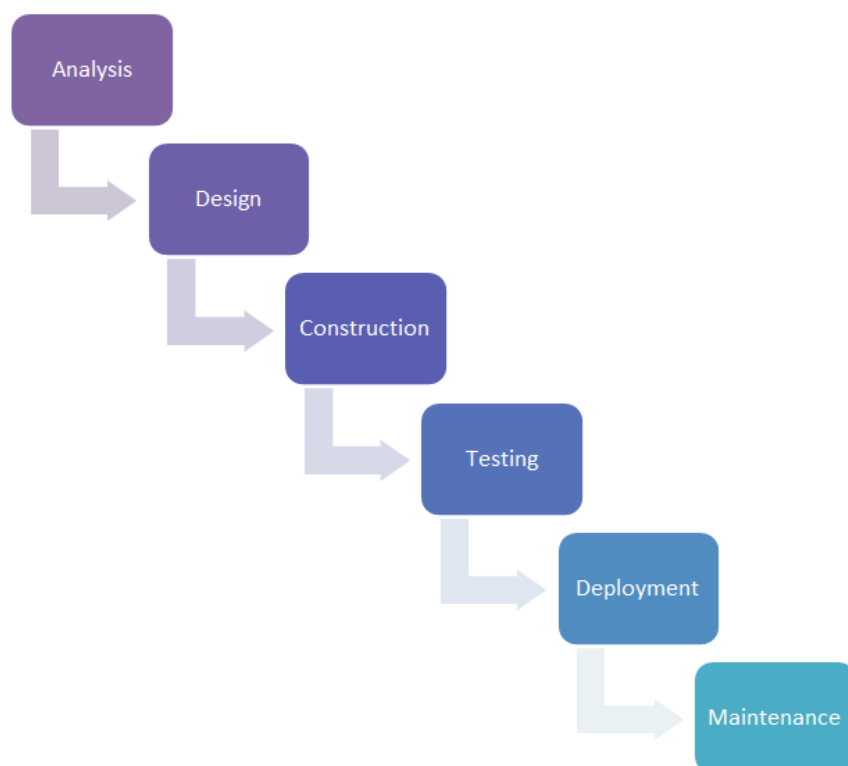 Analysis
Design
Construction
Testing
Deployment
Maintenance